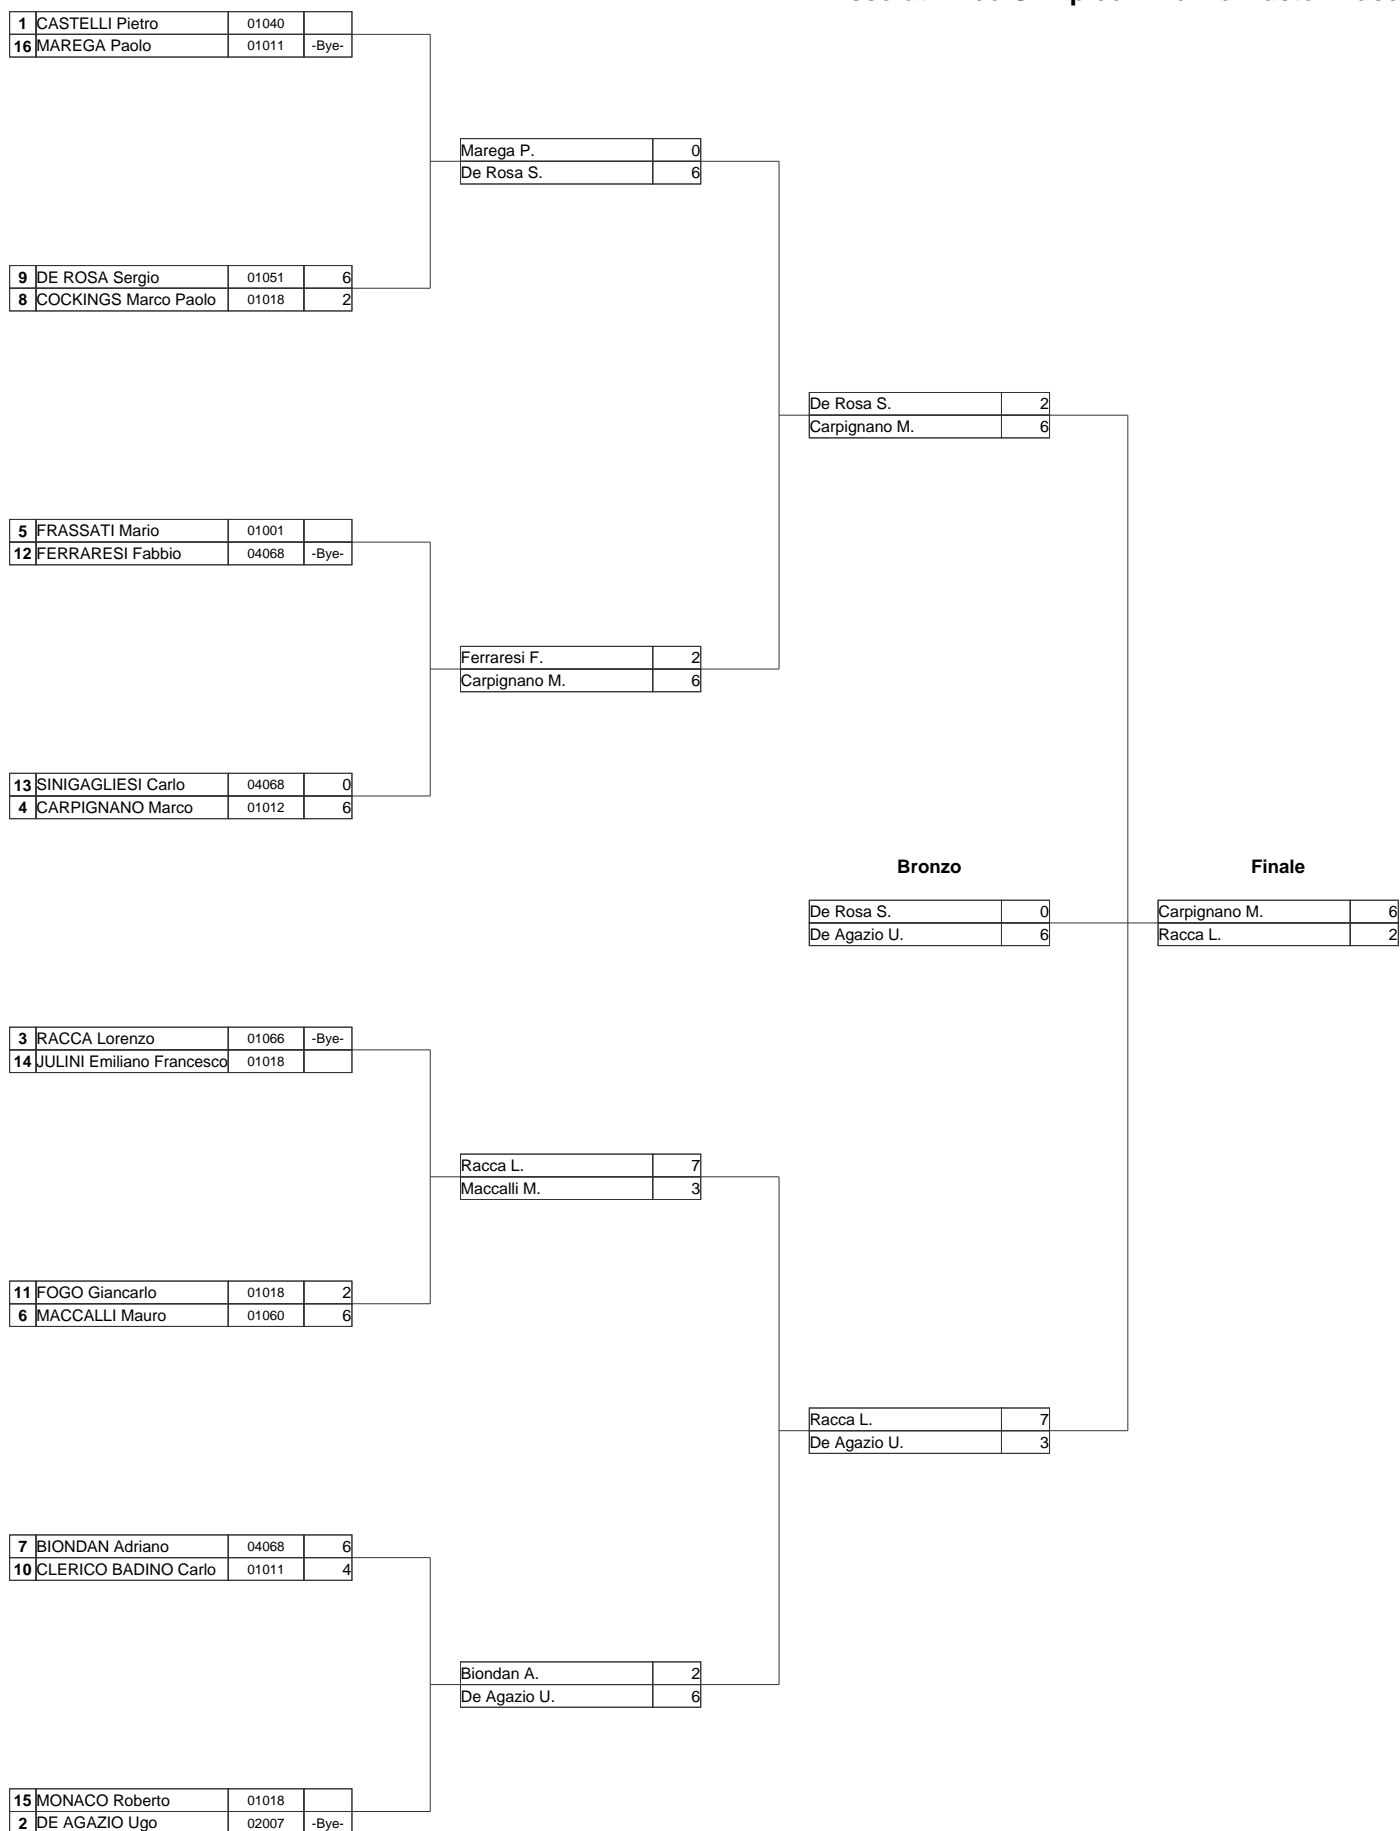 1 CASTELLI Pietro 01040
16 MAREGA Paolo 01011 -Bye-
Marega P. 0
De Rosa S. 6
9 DE ROSA Sergio 01051 6
8 COCKINGS Marco Paolo 01018 2
De Rosa S. 2
Carpignano M. 6
5 FRASSATI Mario 01001
12 FERRARESI Fabbio 04068 -Bye-
Ferraresi F. 2
Carpignano M. 6
13 SINIGAGLIESI Carlo 04068 0
4 CARPIGNANO Marco 01012 6
Bronzo Finale
De Rosa S. 0 Carpignano M. 6
De Agazio U. 6 Racca L. 2
3 RACCA Lorenzo 01066 -Bye-
14 JULINI Emiliano Francesco 01018
Racca L. 7
Maccalli M. 3
11 FOGO Giancarlo 01018 2
6 MACCALLI Mauro 01060 6
Racca L. 7
De Agazio U. 3
7 BIONDAN Adriano 04068 6
10 CLERICO BADINO Carlo 01011 4
Biondan A. 2
De Agazio U. 6
15 MONACO Roberto 01018
2 DE AGAZIO Ugo 02007 -Bye-